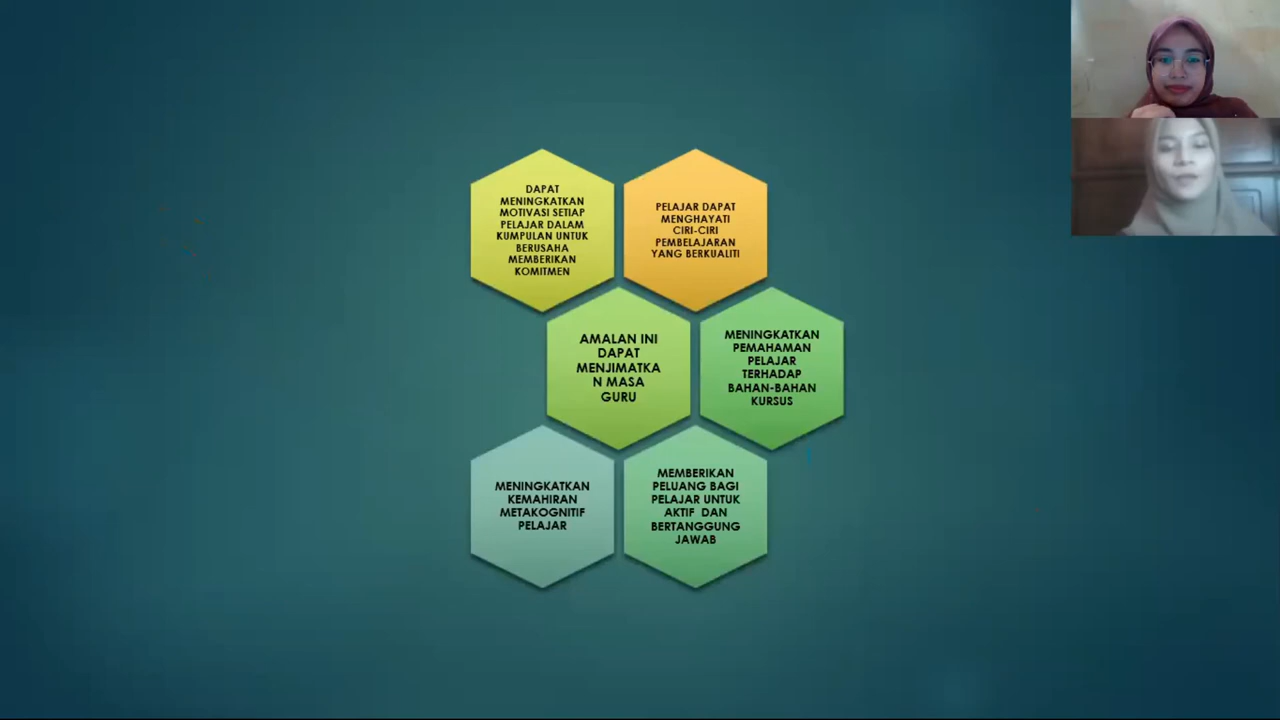 DAPAT
MENINGKATKAN
MOTIVASI SETIAP
PELAJAR DALAM
KUMPULAN UNTUK
BERUSAHA
MEMBERIKAN
KOMITMEN
PELAJAR DAPAT
MENGHAYATI
CIRI-CIRI
PEMBELAJARAN
YANG BERKUALITI
AMALAN INI
DAPAT
MENJIMATKA
N MASA
GURU
MENINGKATKAN
PEMAHAMAN
PELAJAR
TERHADAP
BAHAN-BAHAN
KURSUS
MENINGKATKAN
KEMAHIRAN
METAKOGNITIF
PELAJAR
MEMBERIKAN
PELUANG BAGI
PELAJAR UNTUK
AKTIF DAN
BERTANGGUNG
JAWAB